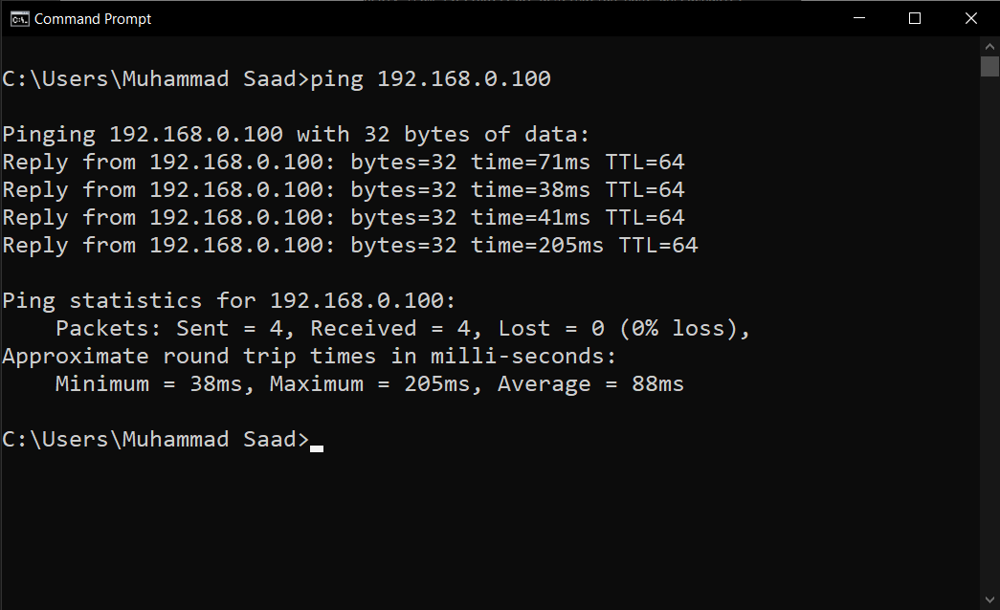 Command Prompt
C:\Users\Muhammad Saad>ping 192.168.0.100
Pinging 192.168.0.100 with 32 bytes of data:
Reply from 192.168.0.100: bytes=32 time=71ms TTL=64
Reply from 192.168.0.100: bytes=32 time=38ms TTL=64
Reply from 192.168.0.100: bytes=32 time=41ms TTL=64
Reply from 192.168.0.100: bytes=32 time=205ms TTL=64
Ping statistics for 192.168.0.100:
    Packets: Sent = 4, Received = 4, Lost = 0 (0% loss),
Approximate round trip times in milli-seconds:
    Minimum = 38ms, Maximum = 205ms, Average = 88ms
C:\Users\Muhammad Saad>